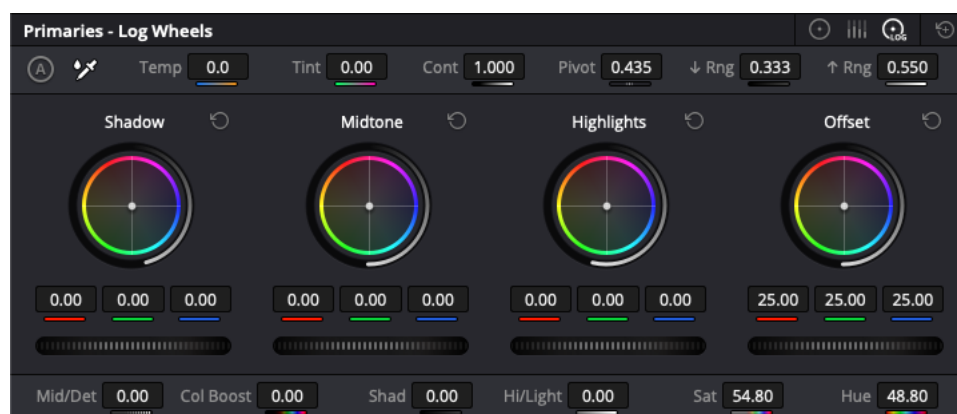 Primaries - Log Wheels
LOG
A Temp 0.0 Tint 0.00 Cont 1.000 Pivot 0.435 ↓ Rng 0.333 ↑ Rng 0.550
Shadow Midtone Highlights Offset
0.00 0.00 0.00 0.00 0.00 0.00 0.00 0.00 0.00 25.00 25.00 25.00
Mid/Det 0.00 Col Boost 0.00 Shad 0.00 Hi/Light 0.00 Sat 54.80 Hue 48.80